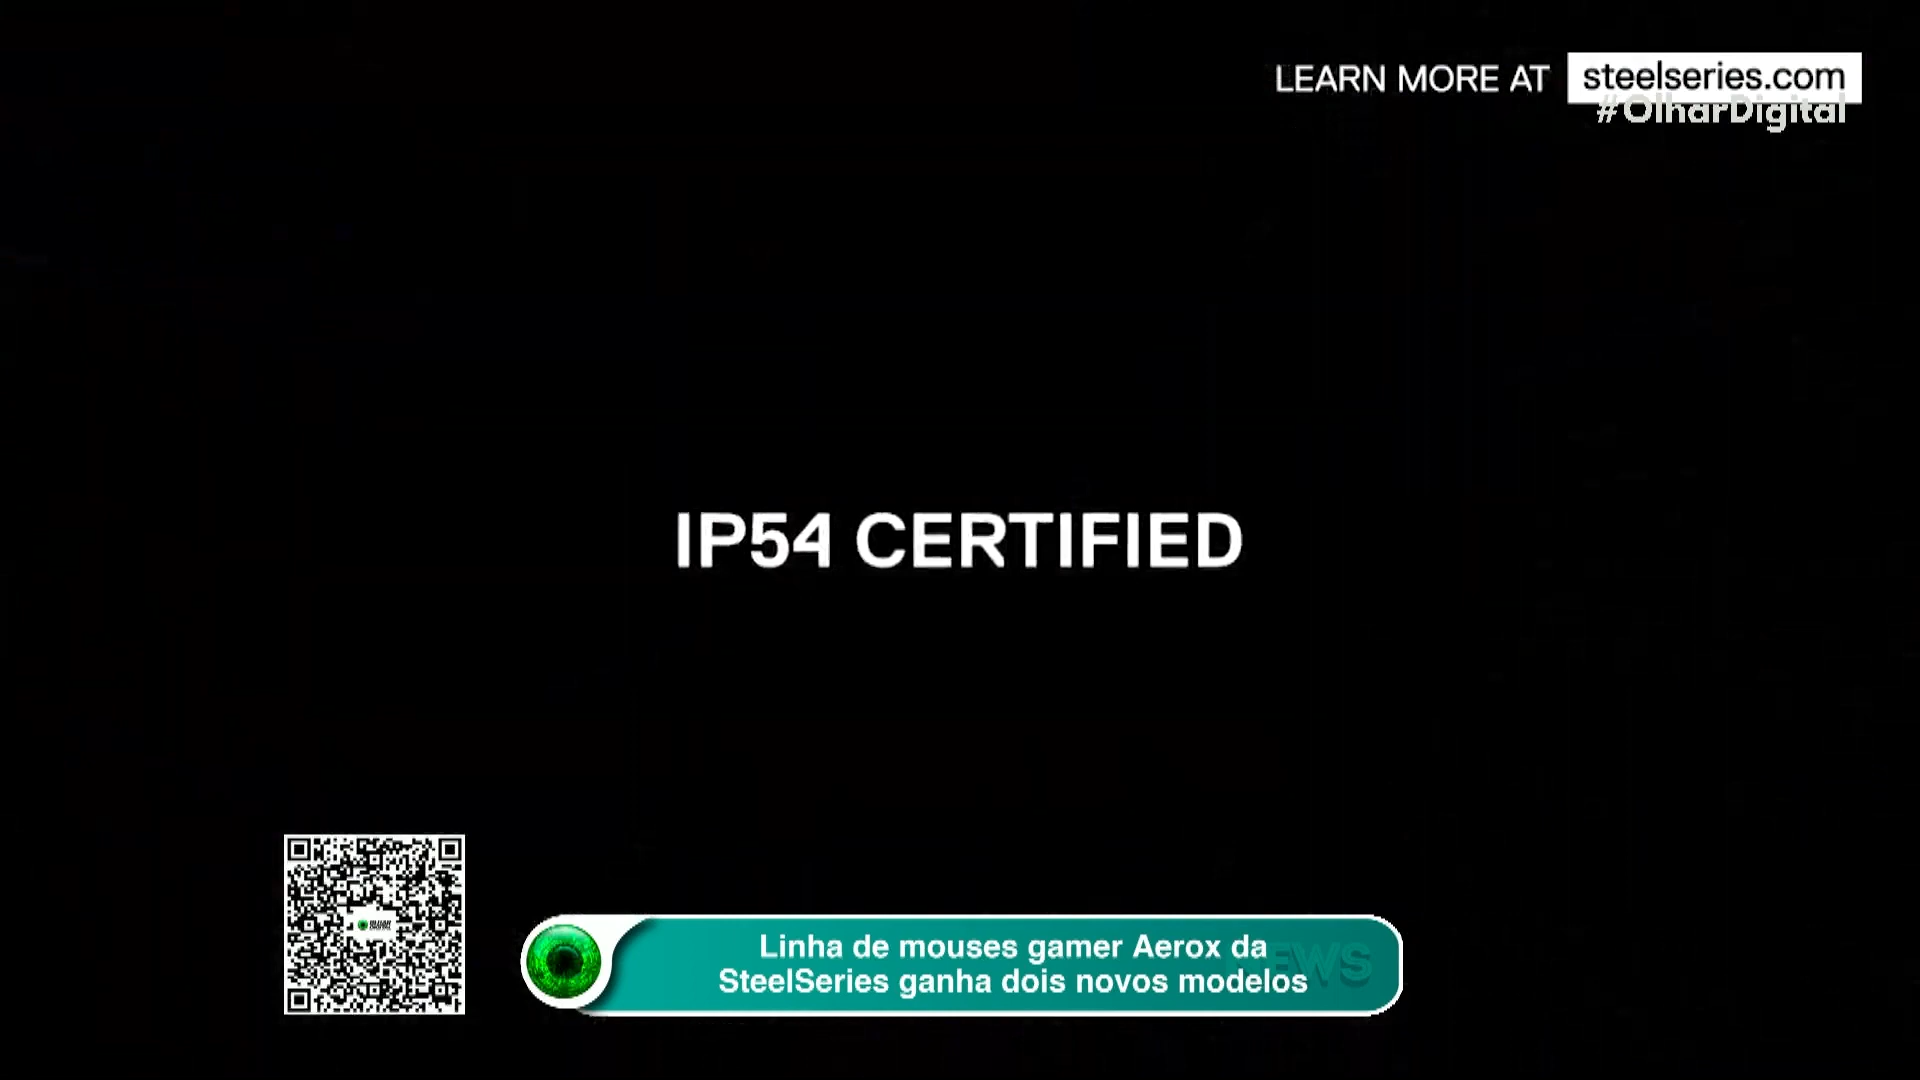 LEARN MORE AT steelseries.com
#OlharDigital
IP54 CERTIFIED
NEWS
Linha de mouses gamer Aerox da
SteelSeries ganha dois novos modelos